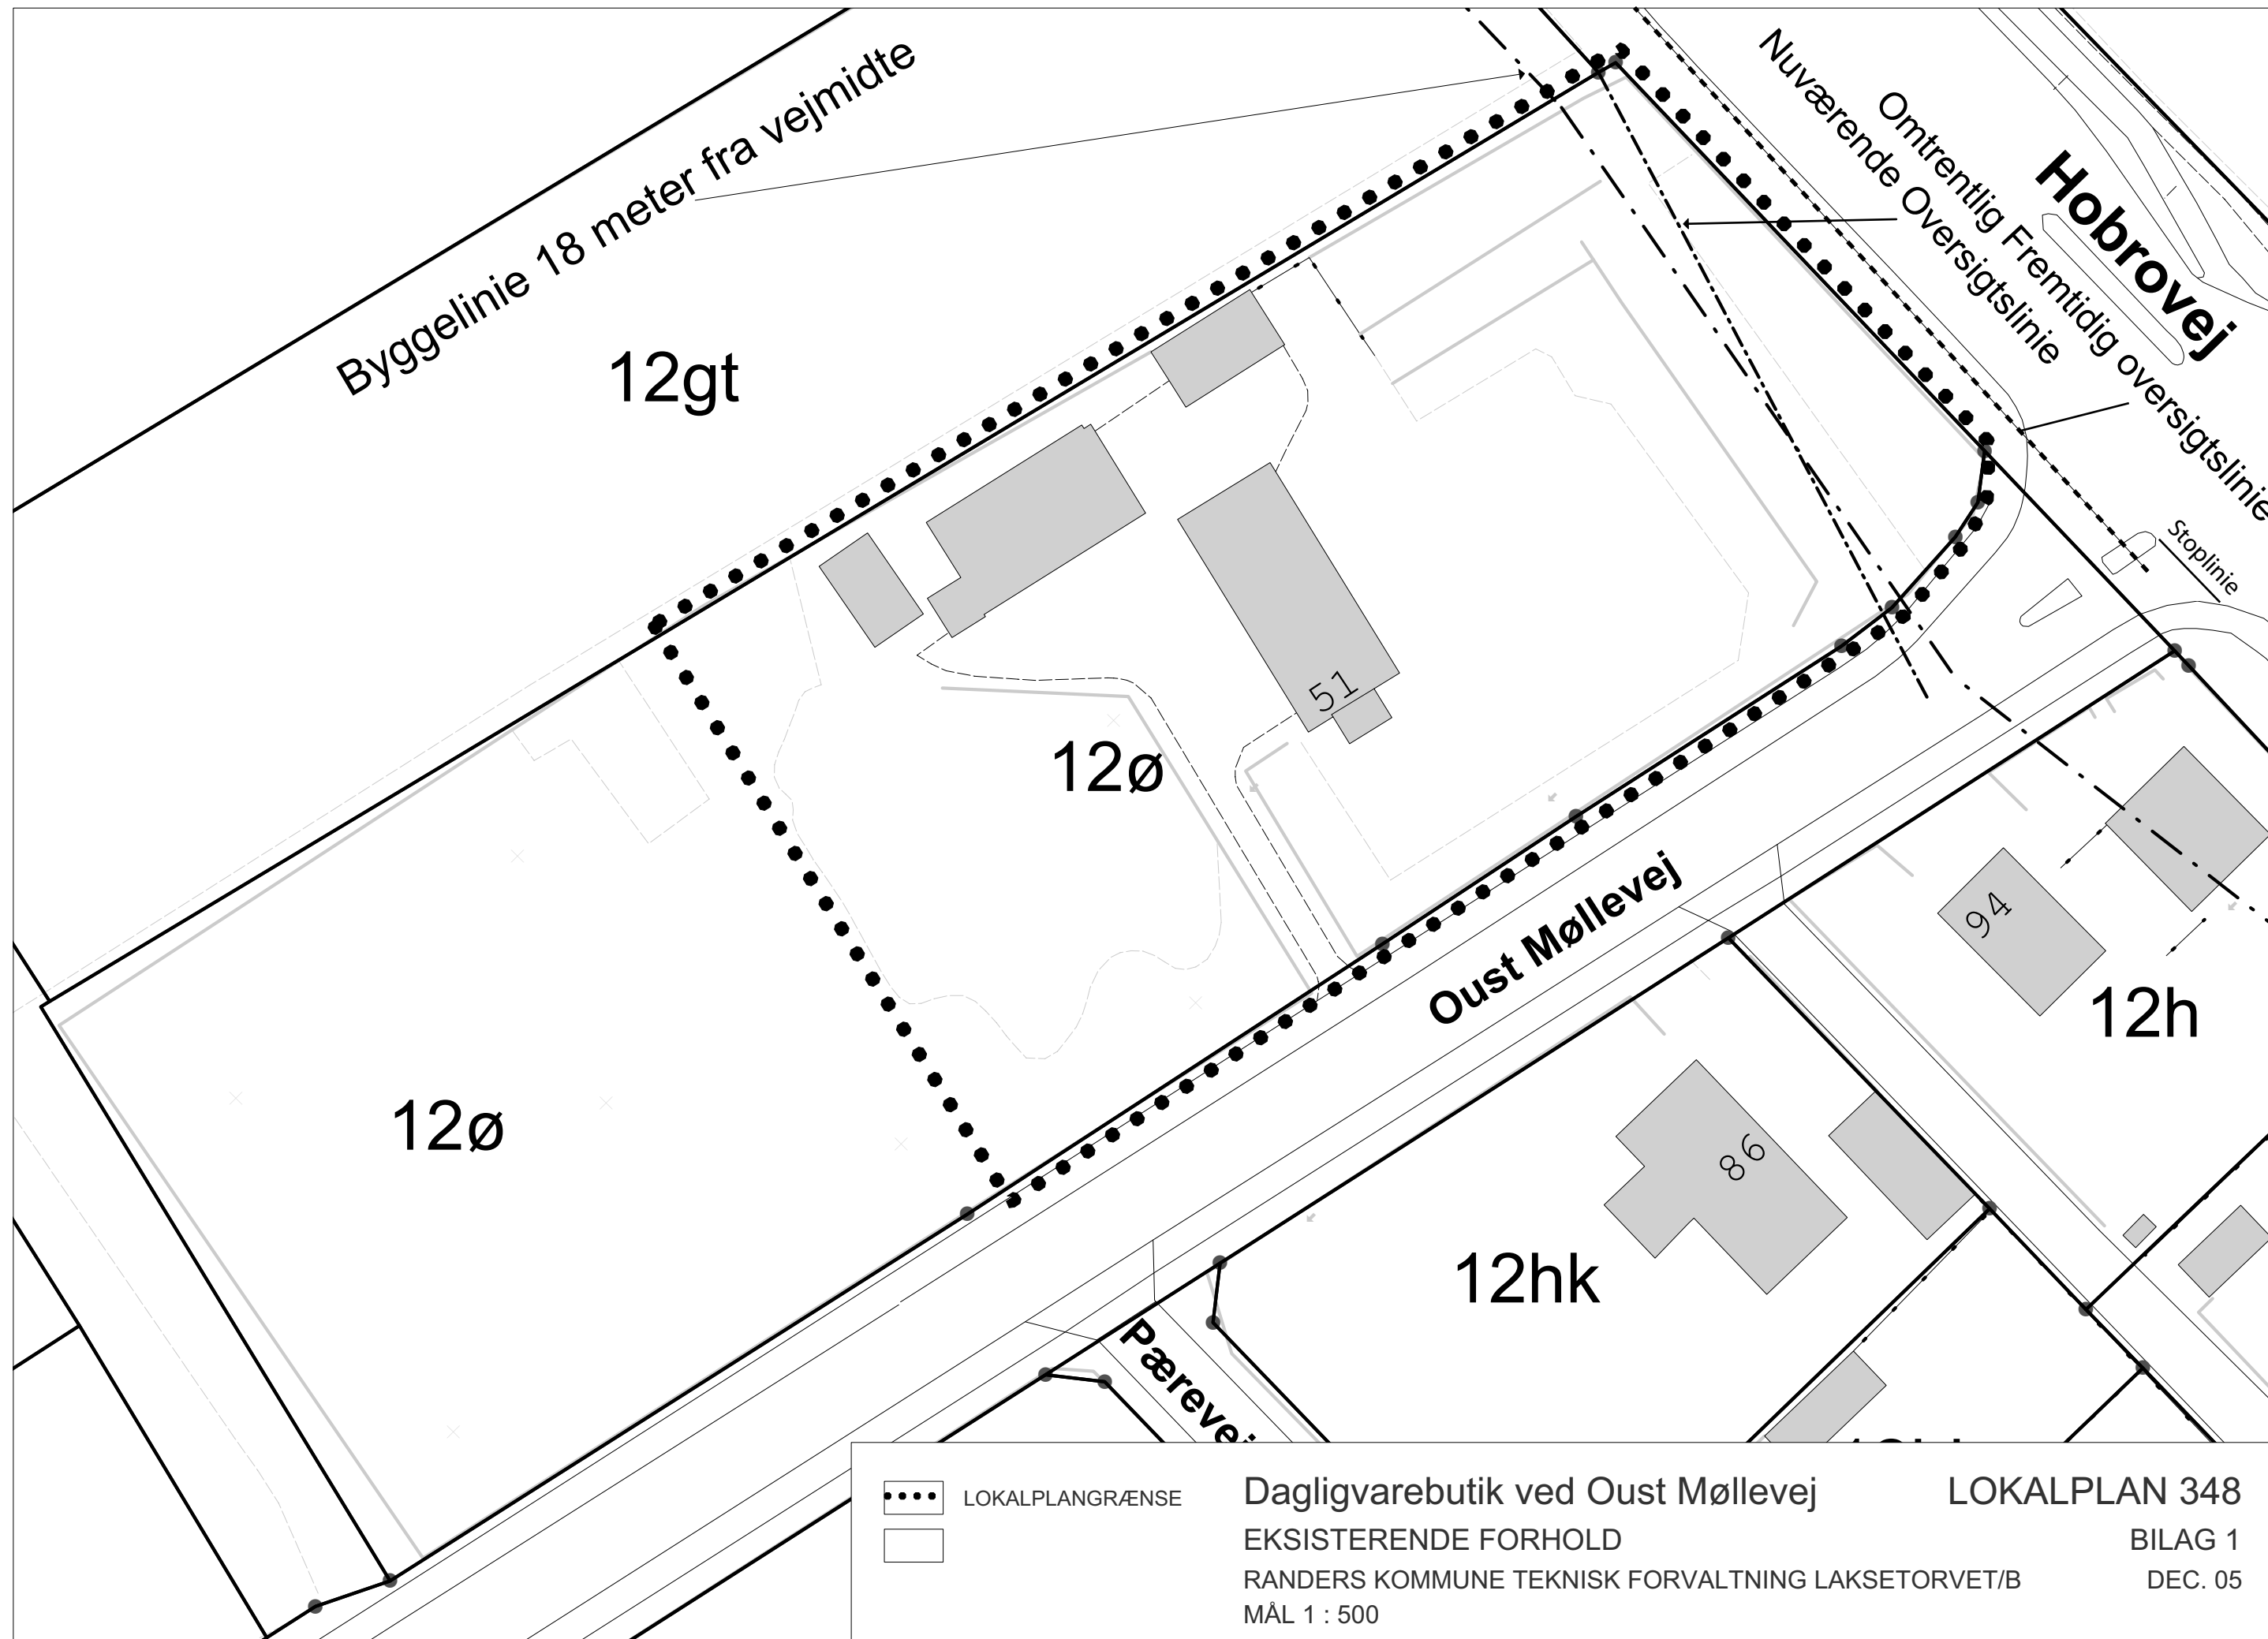 Byggelinie 18 meter fra vejmidte
Nuværende Oversigtslinie
Omtrentlig Fremtidig oversigtslinie
Hobrovej
12gt
Stoplinie
51
12ø
Oust Møllevej
94
12h
12ø
86
12hk
Pærevej
LOKALPLANGRÆNSE
Dagligvarebutik ved Oust Møllevej
LOKALPLAN 348
EKSISTERENDE FORHOLD
BILAG 1
RANDERS KOMMUNE TEKNISK FORVALTNING LAKSETORVET/B
DEC. 05
MÅL 1 : 500